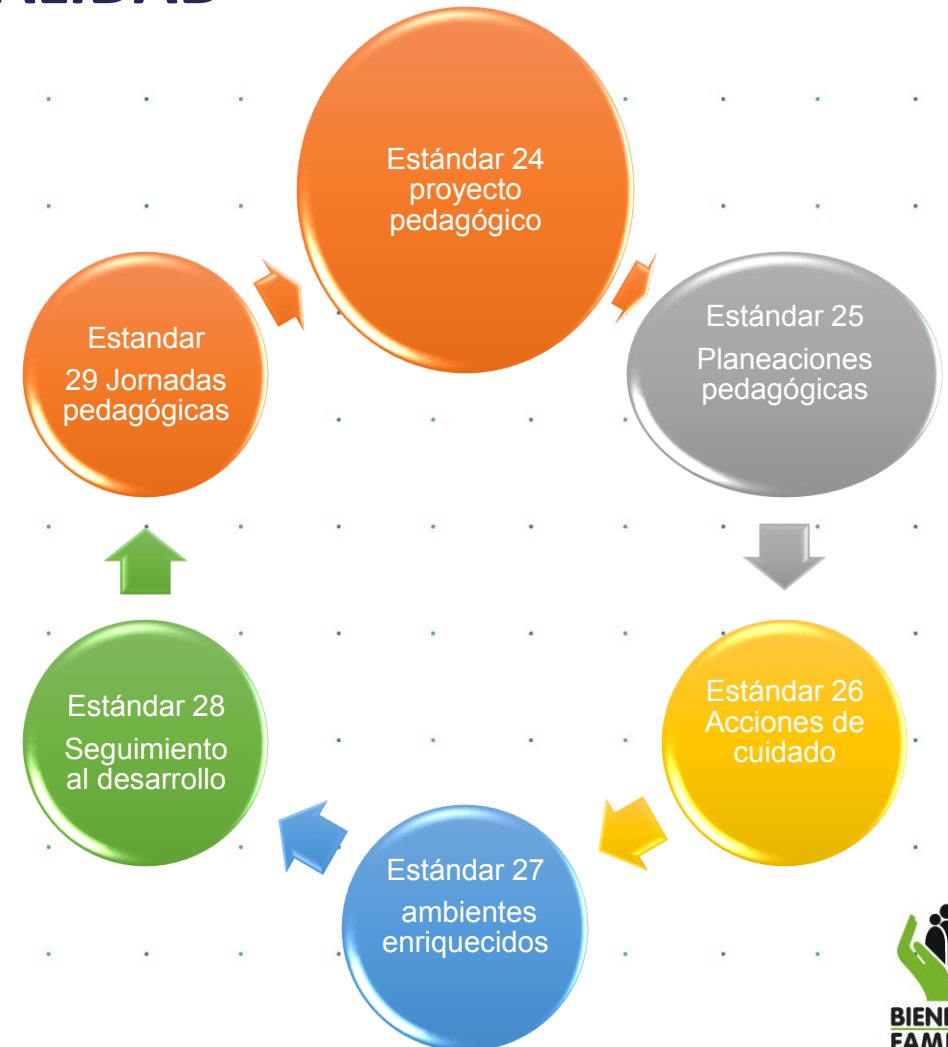 Estándar 24
proyecto
pedagógico
Estándar 25
Planeaciones
pedagógicas
Estándar 26
Acciones de
cuidado
Estándar 27
ambientes
enriquecidos
Estándar 28
Seguimiento
al desarrollo
Estandar
29 Jornadas
pedagógicas